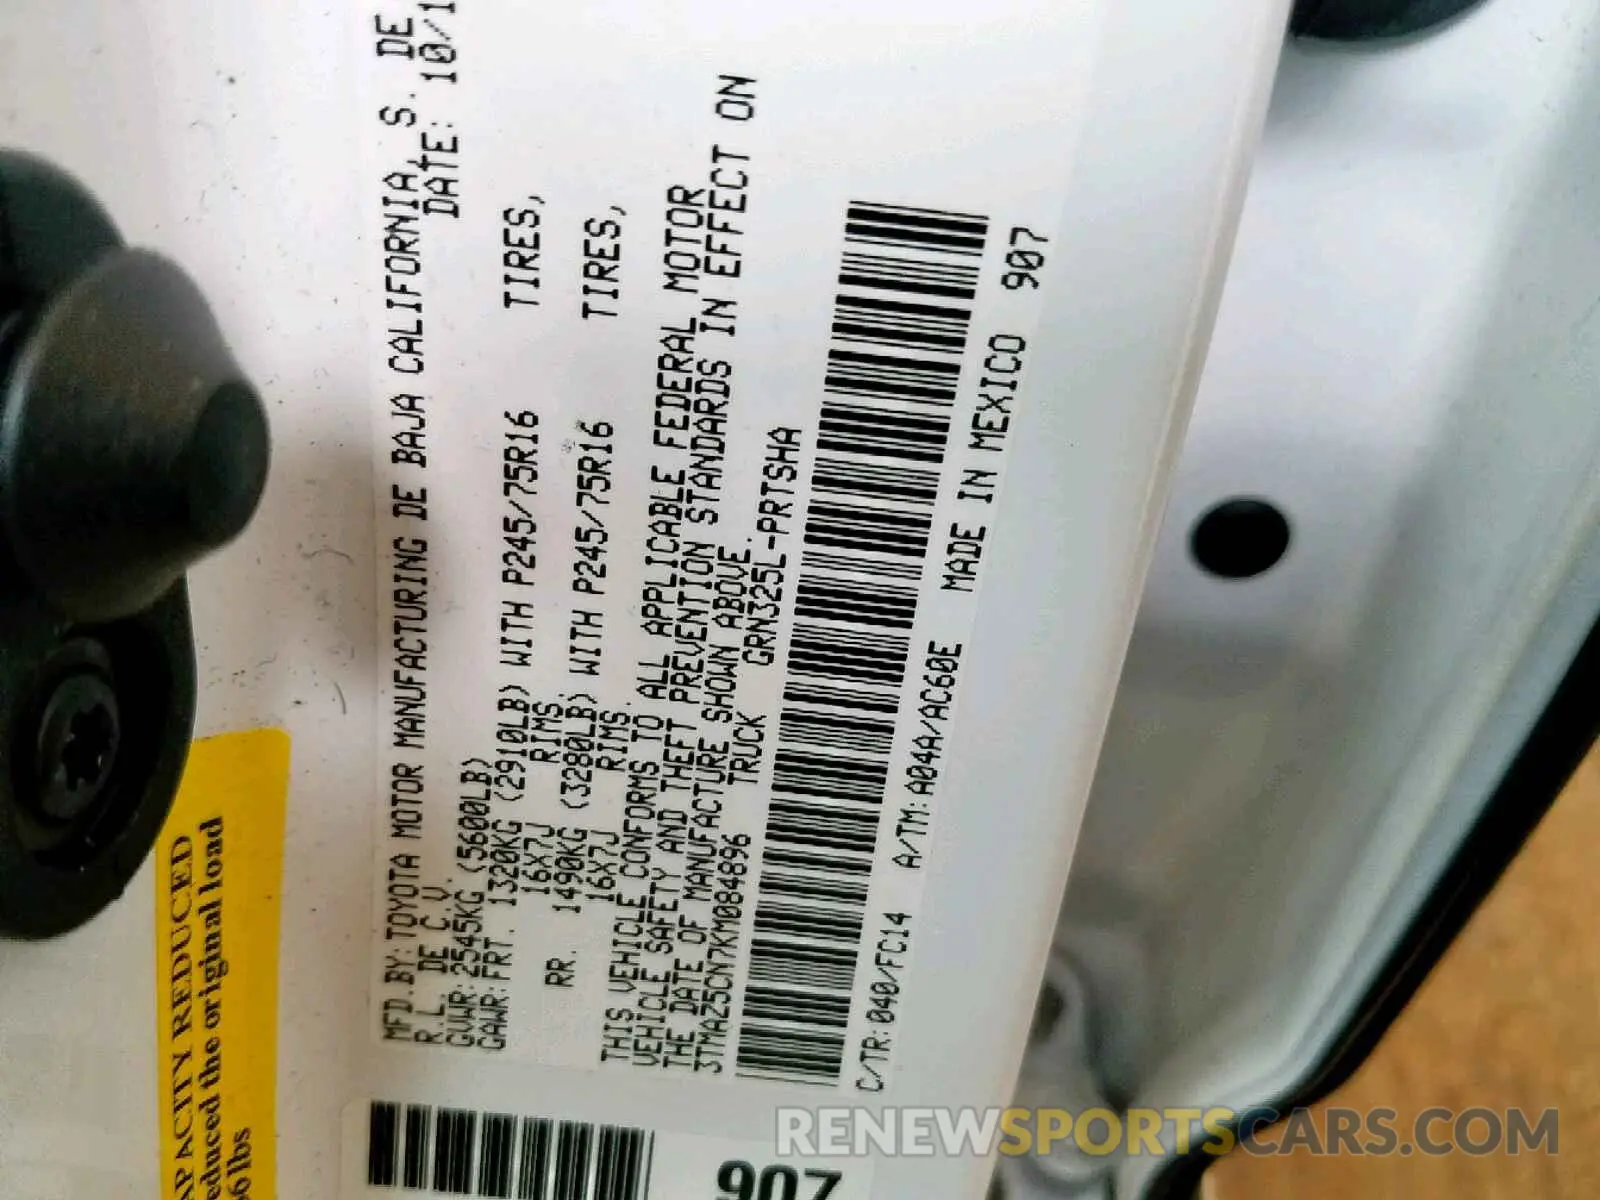 MFD.BY:TOYOTA MOTOR MANUFACTURING DE BAJA CALIFORNIA, S. DE
R.L. DE C.V. DATE: 10/1
GVWR:2545KG (5600LB)
GAWR:FRT. 1320KG (2910LB) WITH P245/75R16 TIRES,
16X7J RIMS.
RR. 1490KG (3280LB) WITH P245/75R16 TIRES,
16X7J RIMS.
THIS VEHICLE CONFORMS TO ALL APPLICABLE FEDERAL MOTOR
VEHICLE SAFETY AND THEFT PREVENTION STANDARDS IN EFFECT ON
THE DATE OF MANUFACTURE SHOWN ABOVE.
3TMAZ5CN7KM084896 TRUCK GRN325L-PRTSHA
C/TR:040/FC14 A/TM:A04A/AC60E MADE IN MEXICO 907
APACITY REDUCED
educed the original load
lbs
907
RENEWSPORTSCARS.COM